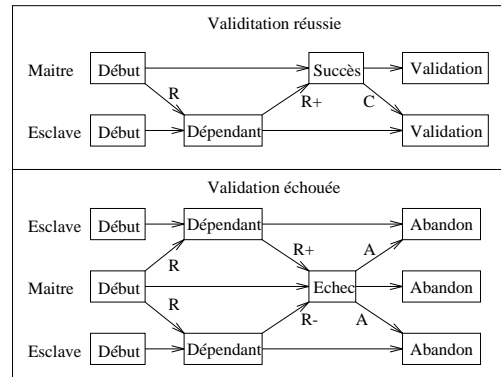 Validitation réussie
Maitre Début Succès Validation
R R+ C
Esclave Début Dépendant Validation
Validation échouée
Esclave Début Dépendant Abandon
R R+ A
Maitre Début Echec Abandon
R R- A
Esclave Début Dépendant Abandon